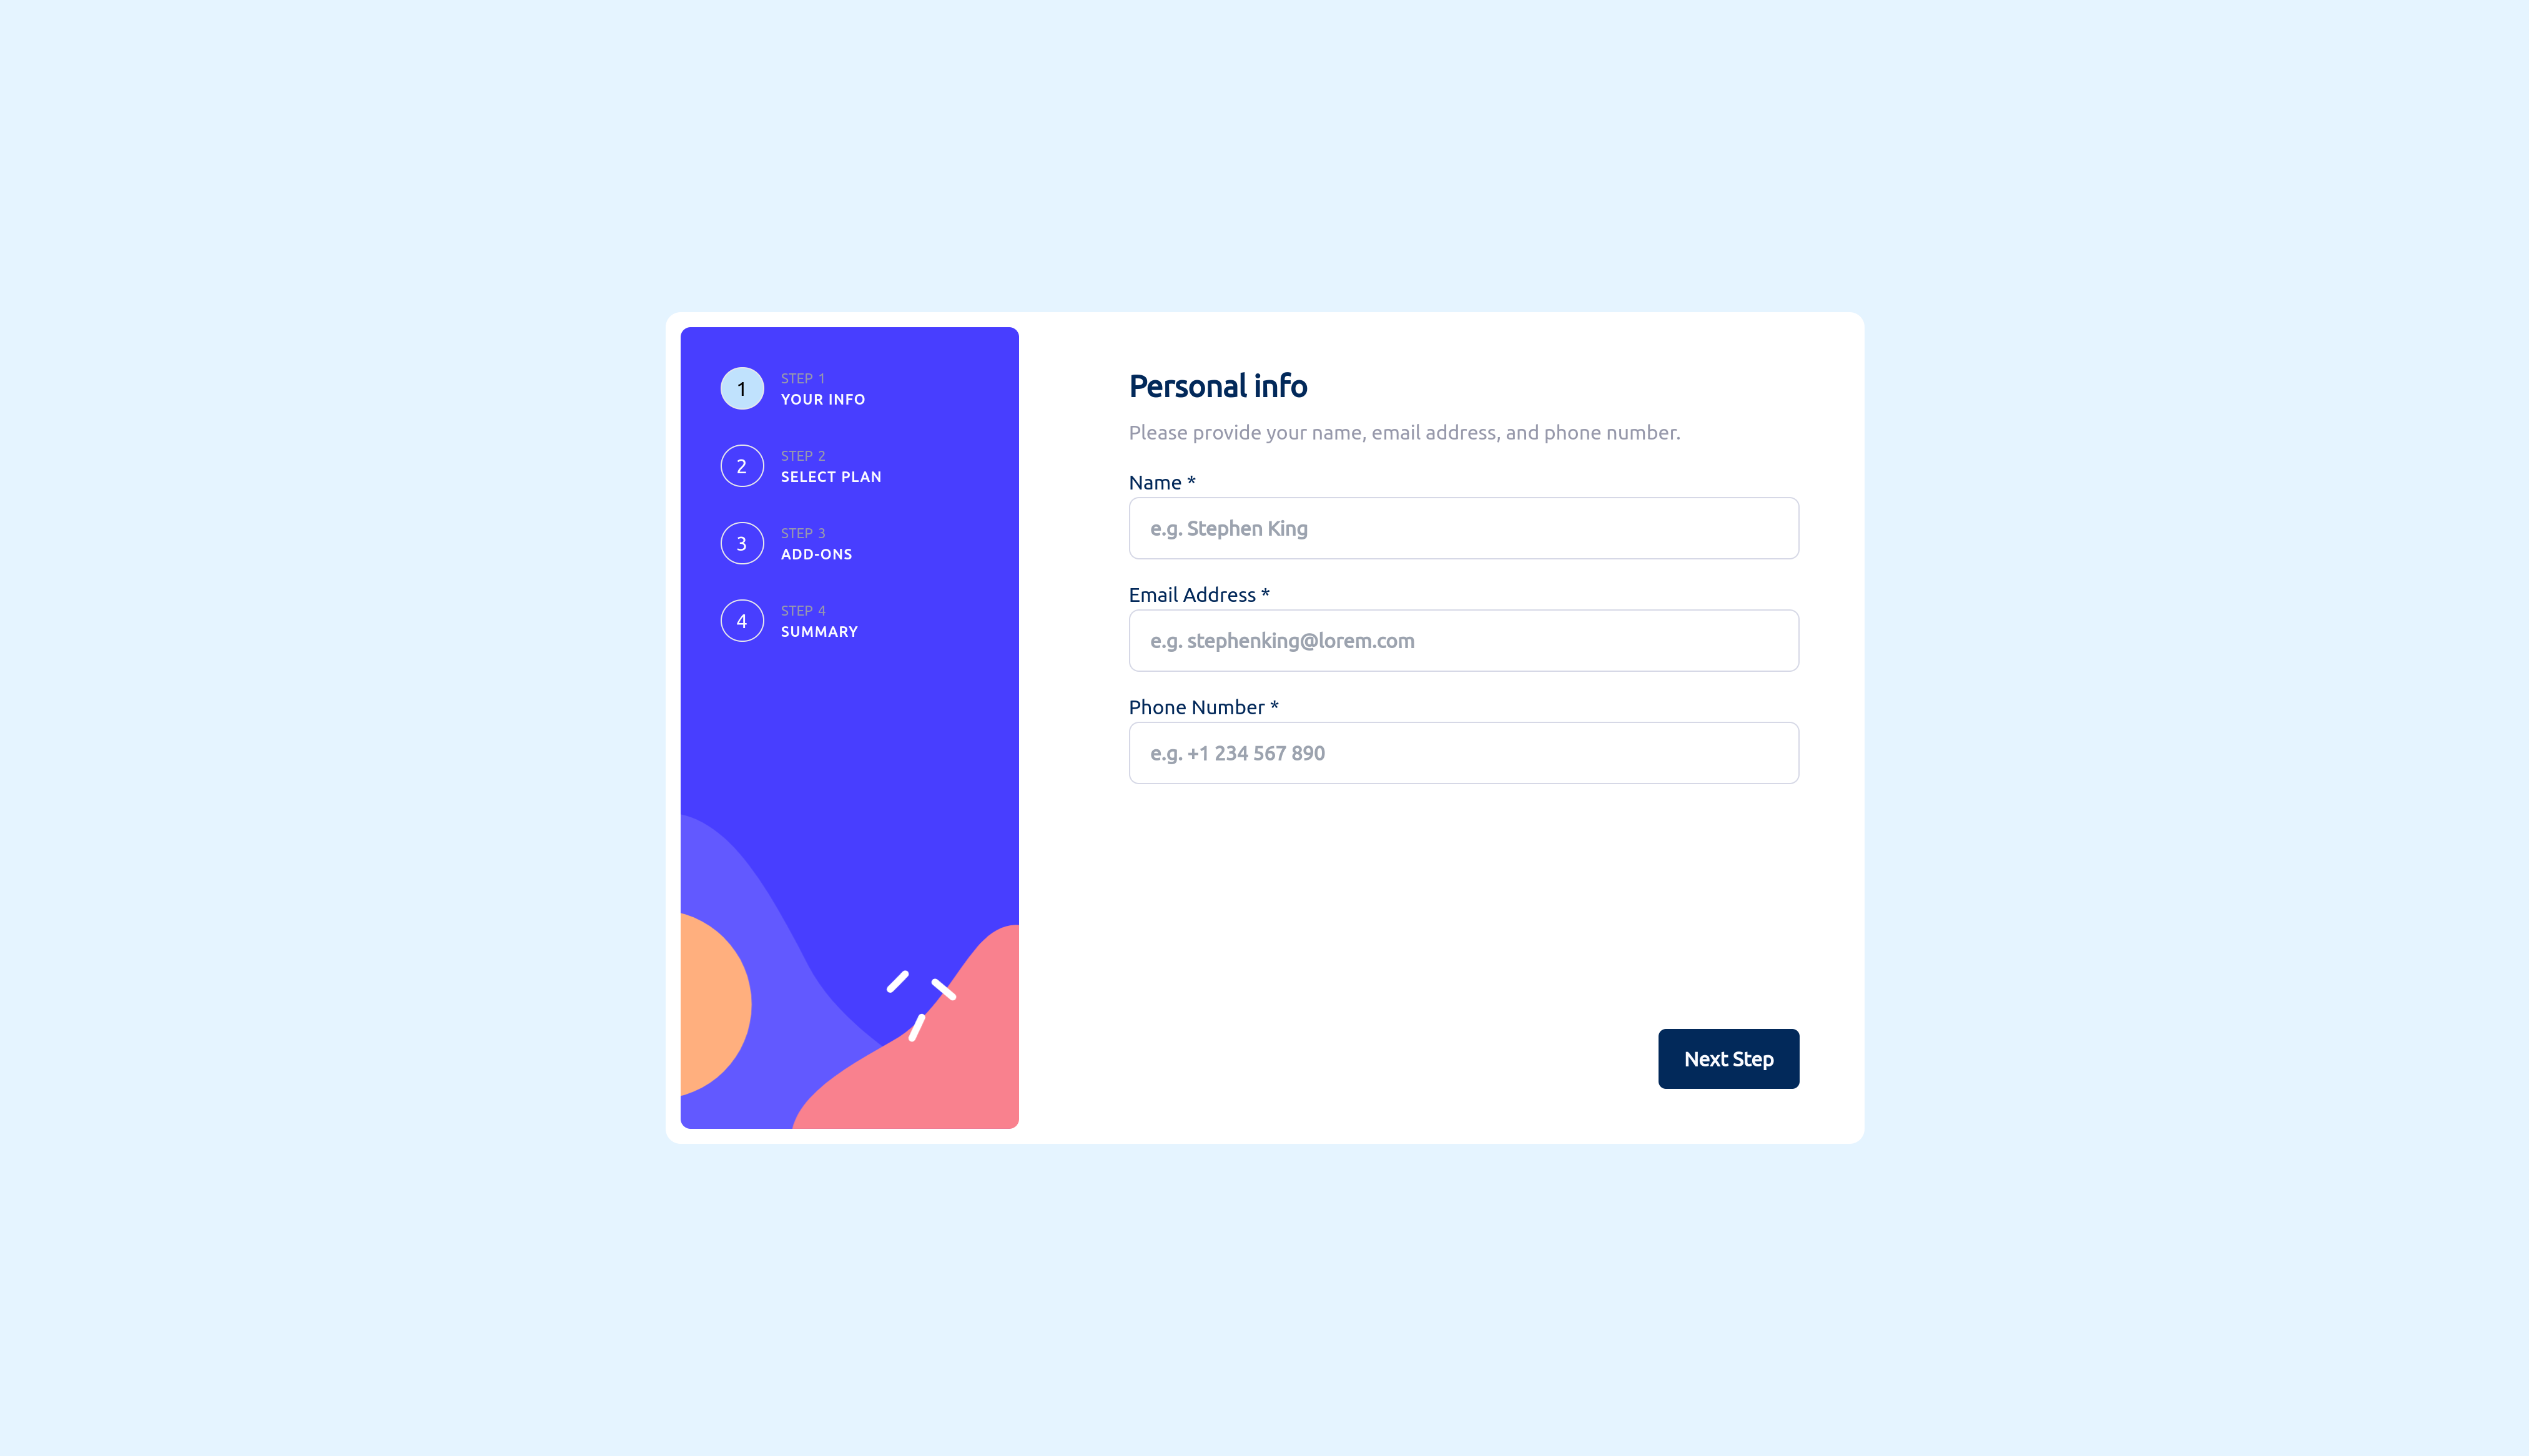 1
STEP 1
YOUR INFO
2
STEP 2
SELECT PLAN
3
STEP 3
ADD-ONS
4
STEP 4
SUMMARY
Personal info
Please provide your name, email address, and phone number.
Name *
e.g. Stephen King
Email Address *
e.g. stephenking@lorem.com
Phone Number *
e.g. +1 234 567 890
Next Step